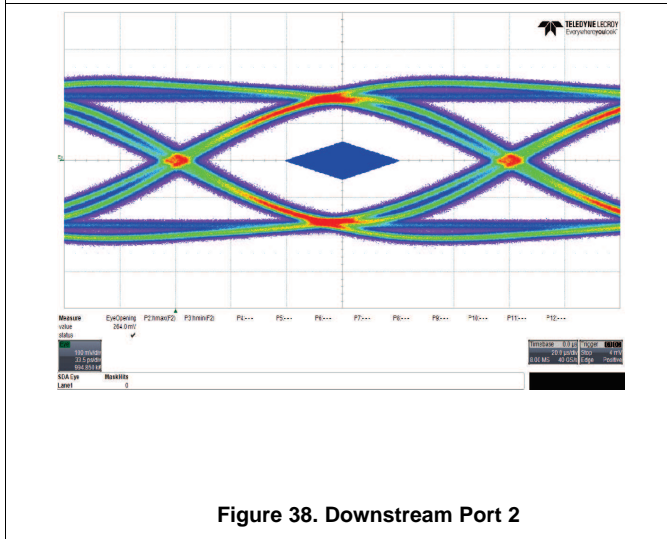 TELEDYNE LECROY
Everywhereyoulook
Measure EyeOpening P2:hmax(F2) P3:hmin(F2) P4:--- P5:--- P6:--- P7:--- P8:--- P9:--- P10:--- P11:--- P12:---
value 264.0 mV
status ✓
Eye
100 mV/div
33.5 ps/div
Timebase 0.0 µs Trigger
20.0 µs/div Stop 4 mV
40 GS/s Edge Positive
SDA Eye MaskHits
Lane1 0
Figure 38. Downstream Port 2